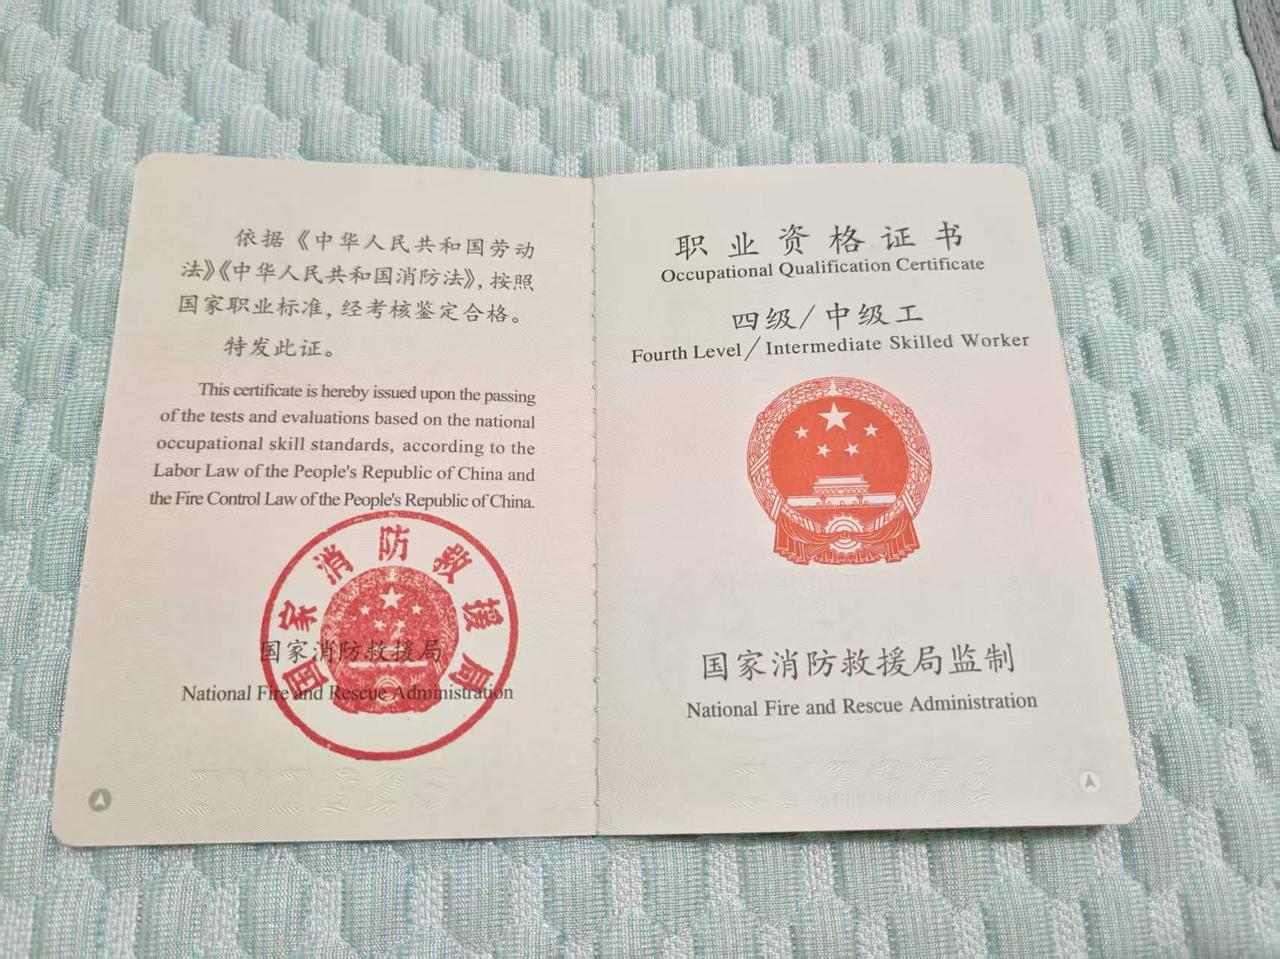 依据《中华人民共和国劳动
法》《中华人民共和国消防法》，按照
国家职业标准，经考核鉴定合格。
特发此证。
This certificate is hereby issued upon the passing
of the tests and evaluations based on the national
occupational skill standards, according to the
Labor Law of the People's Republic of China and
the Fire Control Law of the People's Republic of China.
国家消防救援局
国家消防救援局
National Fire and Rescue Administration
职业资格证书
Occupational Qualification Certificate
四级/中级工
Fourth Level/Intermediate Skilled Worker
国家消防救援局监制
National Fire and Rescue Administration